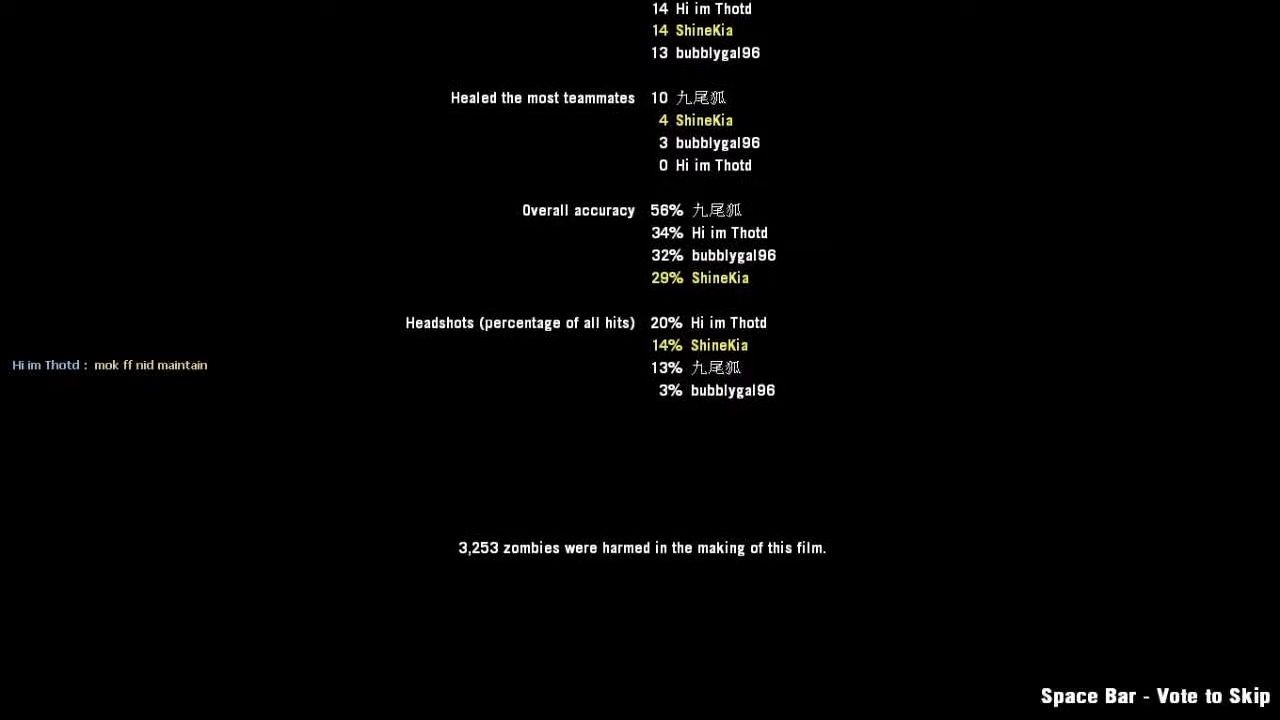 14 Hi im Thotd
14 ShineKia
13 bubblygal96
Healed the most teammates 10 九尾狐
4 ShineKia
3 bubblygal96
0 Hi im Thotd
Overall accuracy 56% 九尾狐
34% Hi im Thotd
32% bubblygal96
29% ShineKia
Headshots (percentage of all hits) 20% Hi im Thotd
14% ShineKia
Hi im Thotd : mok ff nid maintain
13% 九尾狐
3% bubblygal96
3,253 zombies were harmed in the making of this film.
Space Bar - Vote to Skip